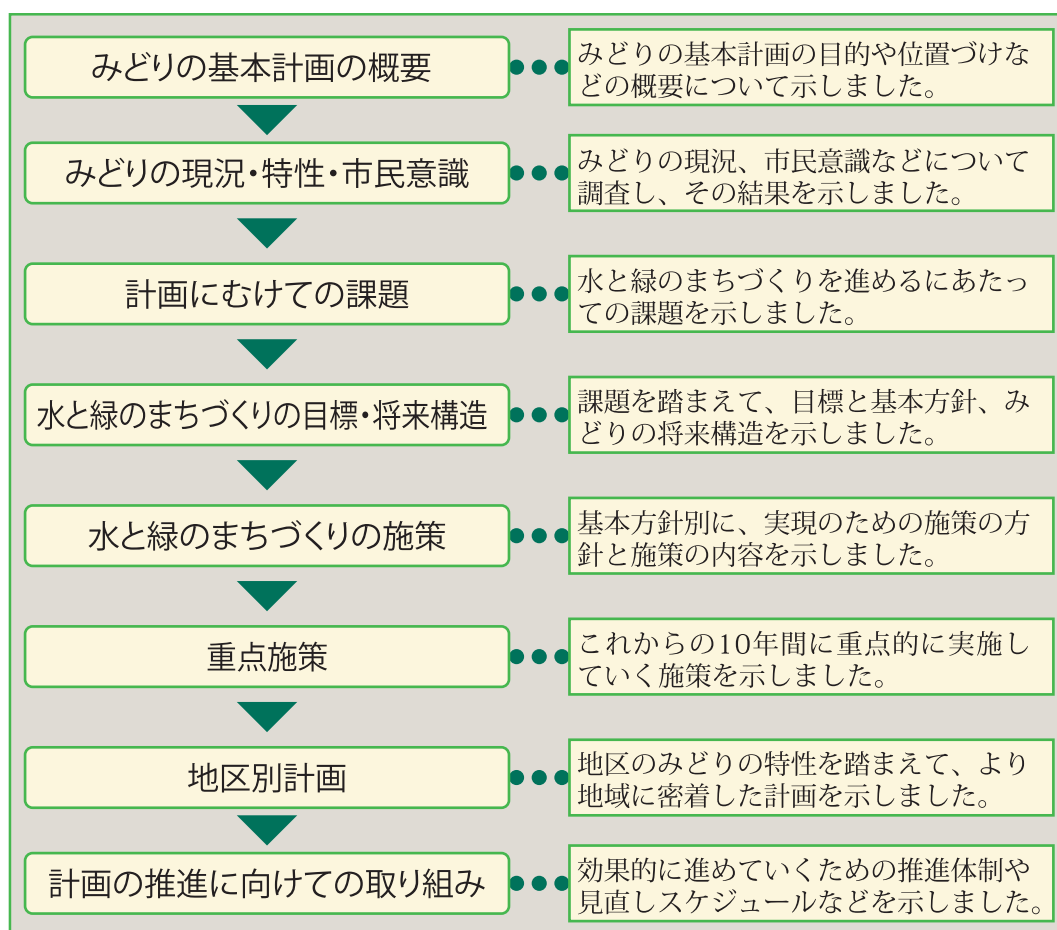 みどりの基本計画の概要
みどりの基本計画の目的や位置づけな
どの概要について示しました。
みどりの現況・特性・市民意識
みどりの現況、市民意識などについて
調査し、その結果を示しました。
計画にむけての課題
水と緑のまちづくりを進めるにあたっ
ての課題を示しました。
水と緑のまちづくりの目標・将来構造
課題を踏まえて、目標と基本方針、み
どりの将来構造を示しました。
水と緑のまちづくりの施策
基本方針別に、実現のための施策の方
針と施策の内容を示しました。
重点施策
これからの10年間に重点的に実施し
ていく施策を示しました。
地区別計画
地区のみどりの特性を踏まえて、より
地域に密着した計画を示しました。
計画の推進に向けての取り組み
効果的に進めていくための推進体制や
見直しスケジュールなどを示しました。